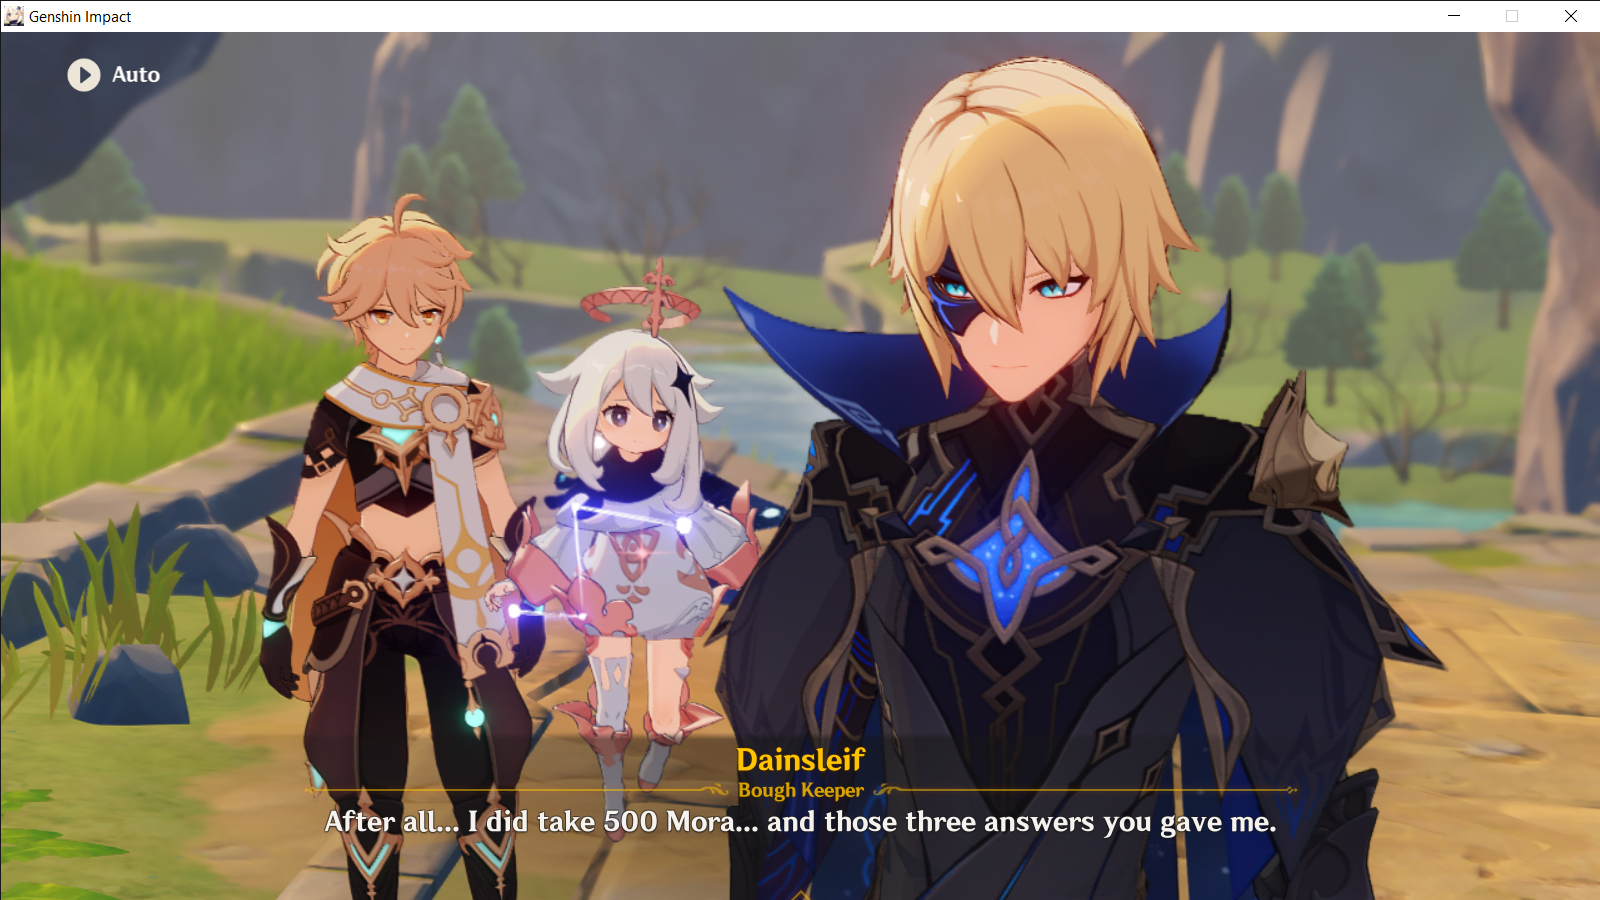 Genshin Impact
Auto
Dainsleif
Bough Keeper
After all... I did take 500 Mora... and those three answers you gave me.